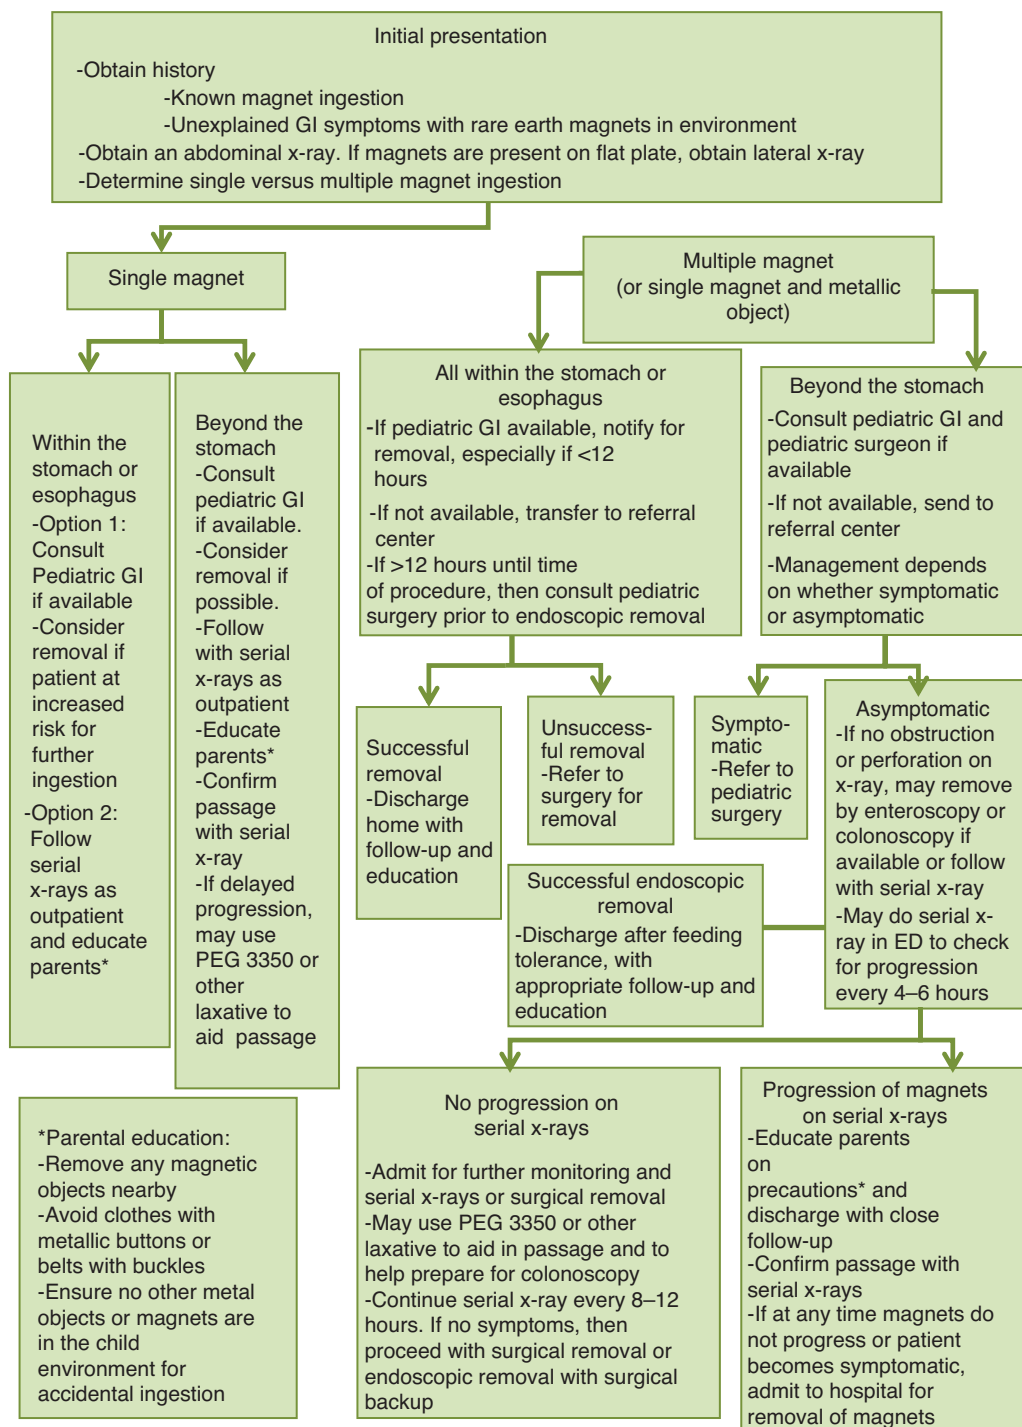 Initial presentation
-Obtain history
-Known magnet ingestion
-Unexplained GI symptoms with rare earth magnets in environment
-Obtain an abdominal x-ray. If magnets are present on flat plate, obtain lateral x-ray
-Determine single versus multiple magnet ingestion
Single magnet
Multiple magnet
(or single magnet and metallic
object)
Within the
stomach or
esophagus
-Option 1:
Consult
Pediatric GI
if available
-Consider
removal if
patient at
increased
risk for
further
ingestion
-Option 2:
Follow
serial
x-rays as
outpatient
and educate
parents*
Beyond the
stomach
-Consult
pediatric GI
if available.
-Consider
removal if
possible.
-Follow
with serial
x-rays as
outpatient
-Educate
parents*
-Confirm
passage
with serial
x-ray
-If delayed
progression,
may use
PEG 3350 or
other
laxative to
aid passage
All within the stomach or
esophagus
-If pediatric GI available, notify for
removal, especially if <12
hours
-If not available, transfer to referral
center
-If >12 hours until time
of procedure, then consult pediatric
surgery prior to endoscopic removal
Beyond the stomach
-Consult pediatric GI and
pediatric surgeon if
available
-If not available, send to
referral center
-Management depends
on whether symptomatic
or asymptomatic
Successful
removal
-Discharge
home with
follow-up and
education
Unsuccess-
ful removal
-Refer to
surgery for
removal
Sympto-
matic
-Refer to
pediatric
surgery
Asymptomatic
-If no obstruction
or perforation on
x-ray, may remove
by enteroscopy or
colonoscopy if
available or follow
with serial x-ray
-May do serial x-
ray in ED to check
for progression
every 4–6 hours
Successful endoscopic
removal
-Discharge after feeding
tolerance, with
appropriate follow-up and
education
No progression on
serial x-rays
-Admit for further monitoring and
serial x-rays or surgical removal
-May use PEG 3350 or other
laxative to aid in passage and to
help prepare for colonoscopy
-Continue serial x-ray every 8–12
hours. If no symptoms, then
proceed with surgical removal or
endoscopic removal with surgical
backup
Progression of magnets
on serial x-rays
-Educate parents
on
precautions* and
discharge with close
follow-up
-Confirm passage with
serial x-rays
-If at any time magnets do
not progress or patient
becomes symptomatic,
admit to hospital for
removal of magnets
*Parental education:
-Remove any magnetic
objects nearby
-Avoid clothes with
metallic buttons or
belts with buckles
-Ensure no other metal
objects or magnets are
in the child
environment for
accidental ingestion